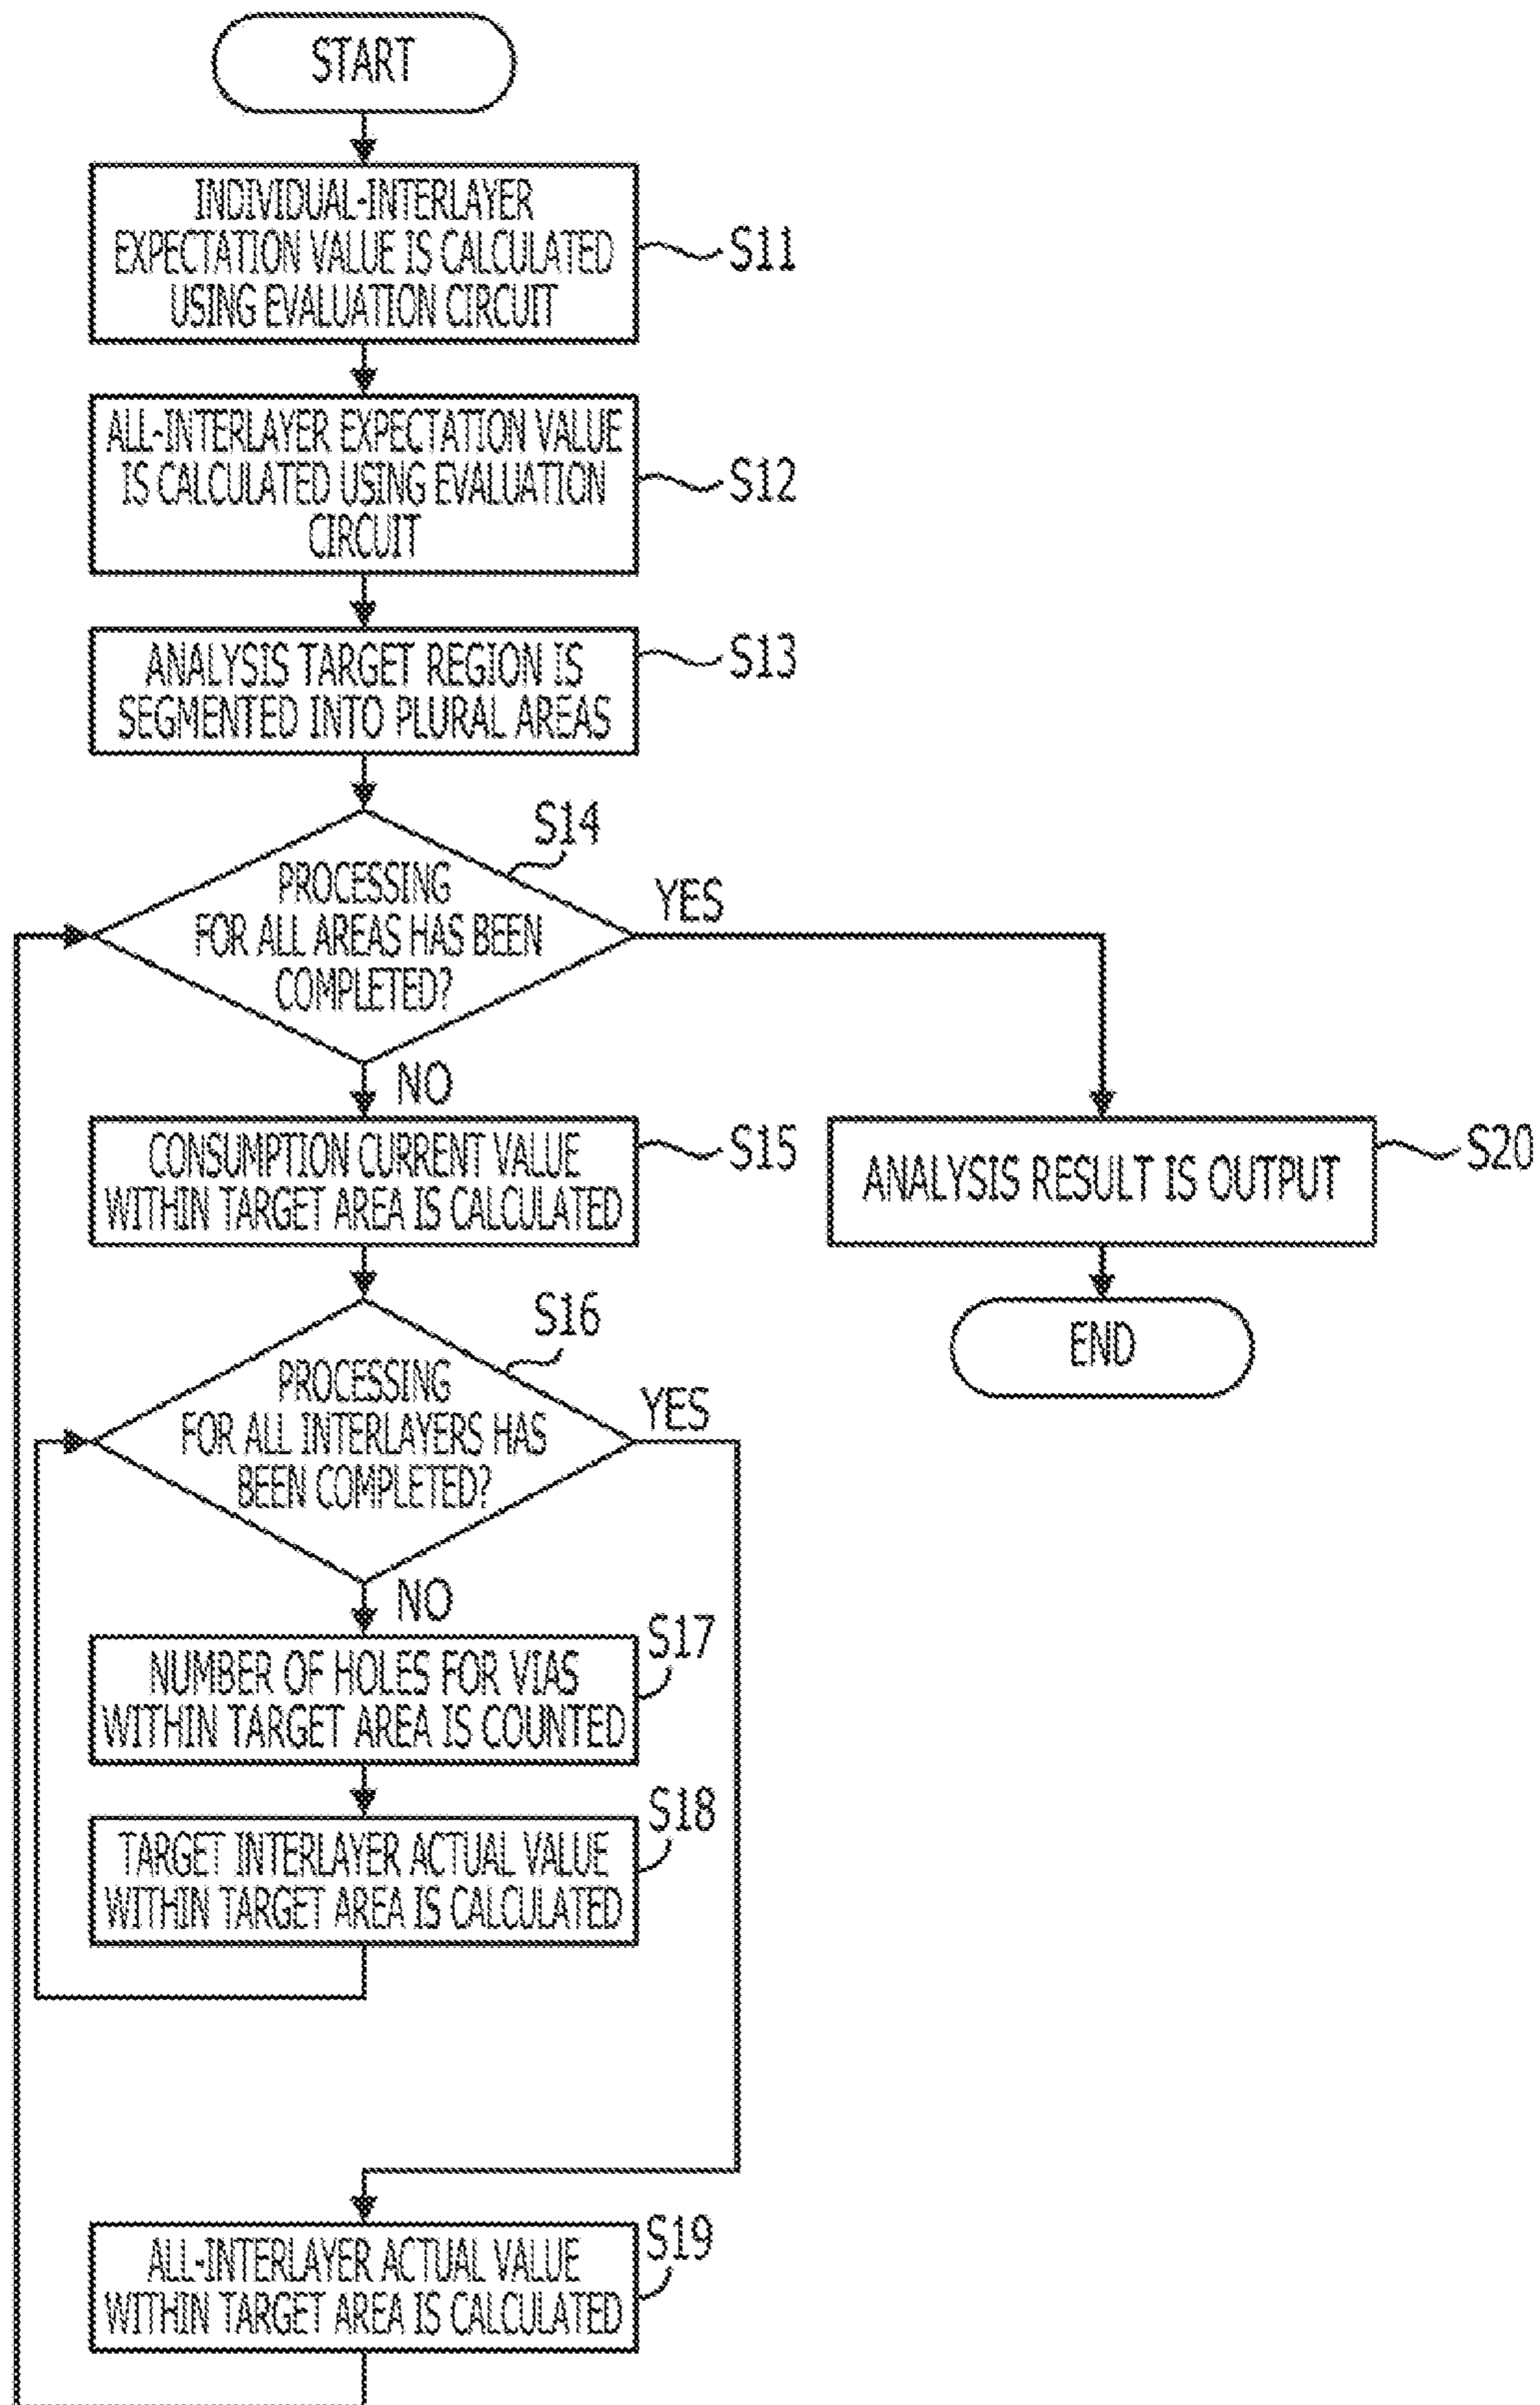 START
INDIVIDUAL-INTERLAYER
EXPECTATION VALUE IS CALCULATED
USING EVALUATION CIRCUIT
S11
ALL-INTERLAYER EXPECTATION VALUE
IS CALCULATED USING EVALUATION
CIRCUIT
S12
ANALYSIS TARGET REGION IS
SEGMENTED INTO PLURAL AREAS
S13
S14
PROCESSING
FOR ALL AREAS HAS BEEN
COMPLETED?
YES
NO
CONSUMPTION CURRENT VALUE
WITHIN TARGET AREA IS CALCULATED
S15
ANALYSIS RESULT IS OUTPUT
S20
END
S16
PROCESSING
FOR ALL INTERLAYERS HAS
BEEN COMPLETED?
YES
NO
S17
NUMBER OF HOLES FOR VIAS
WITHIN TARGET AREA IS COUNTED
S18
TARGET INTERLAYER ACTUAL VALUE
WITHIN TARGET AREA IS CALCULATED
S19
ALL-INTERLAYER ACTUAL VALUE
WITHIN TARGET AREA IS CALCULATED